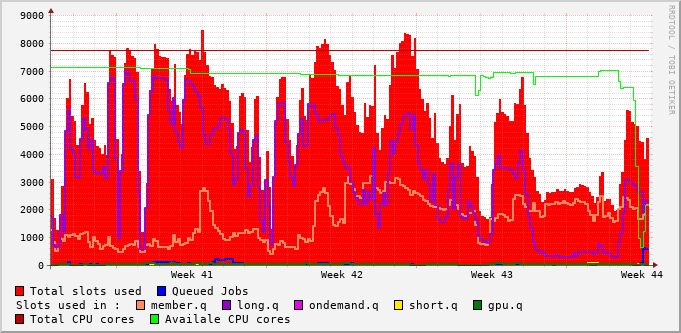 9000
8000
7000
6000
5000
4000
3000
2000
1000
0
Week 41 Week 42 Week 43 Week 44
RRDTOOL / TOBI OETIKER
Total slots used Queued Jobs
Slots used in : member.q long.q ondemand.q short.q gpu.q
Total CPU cores Availale CPU cores